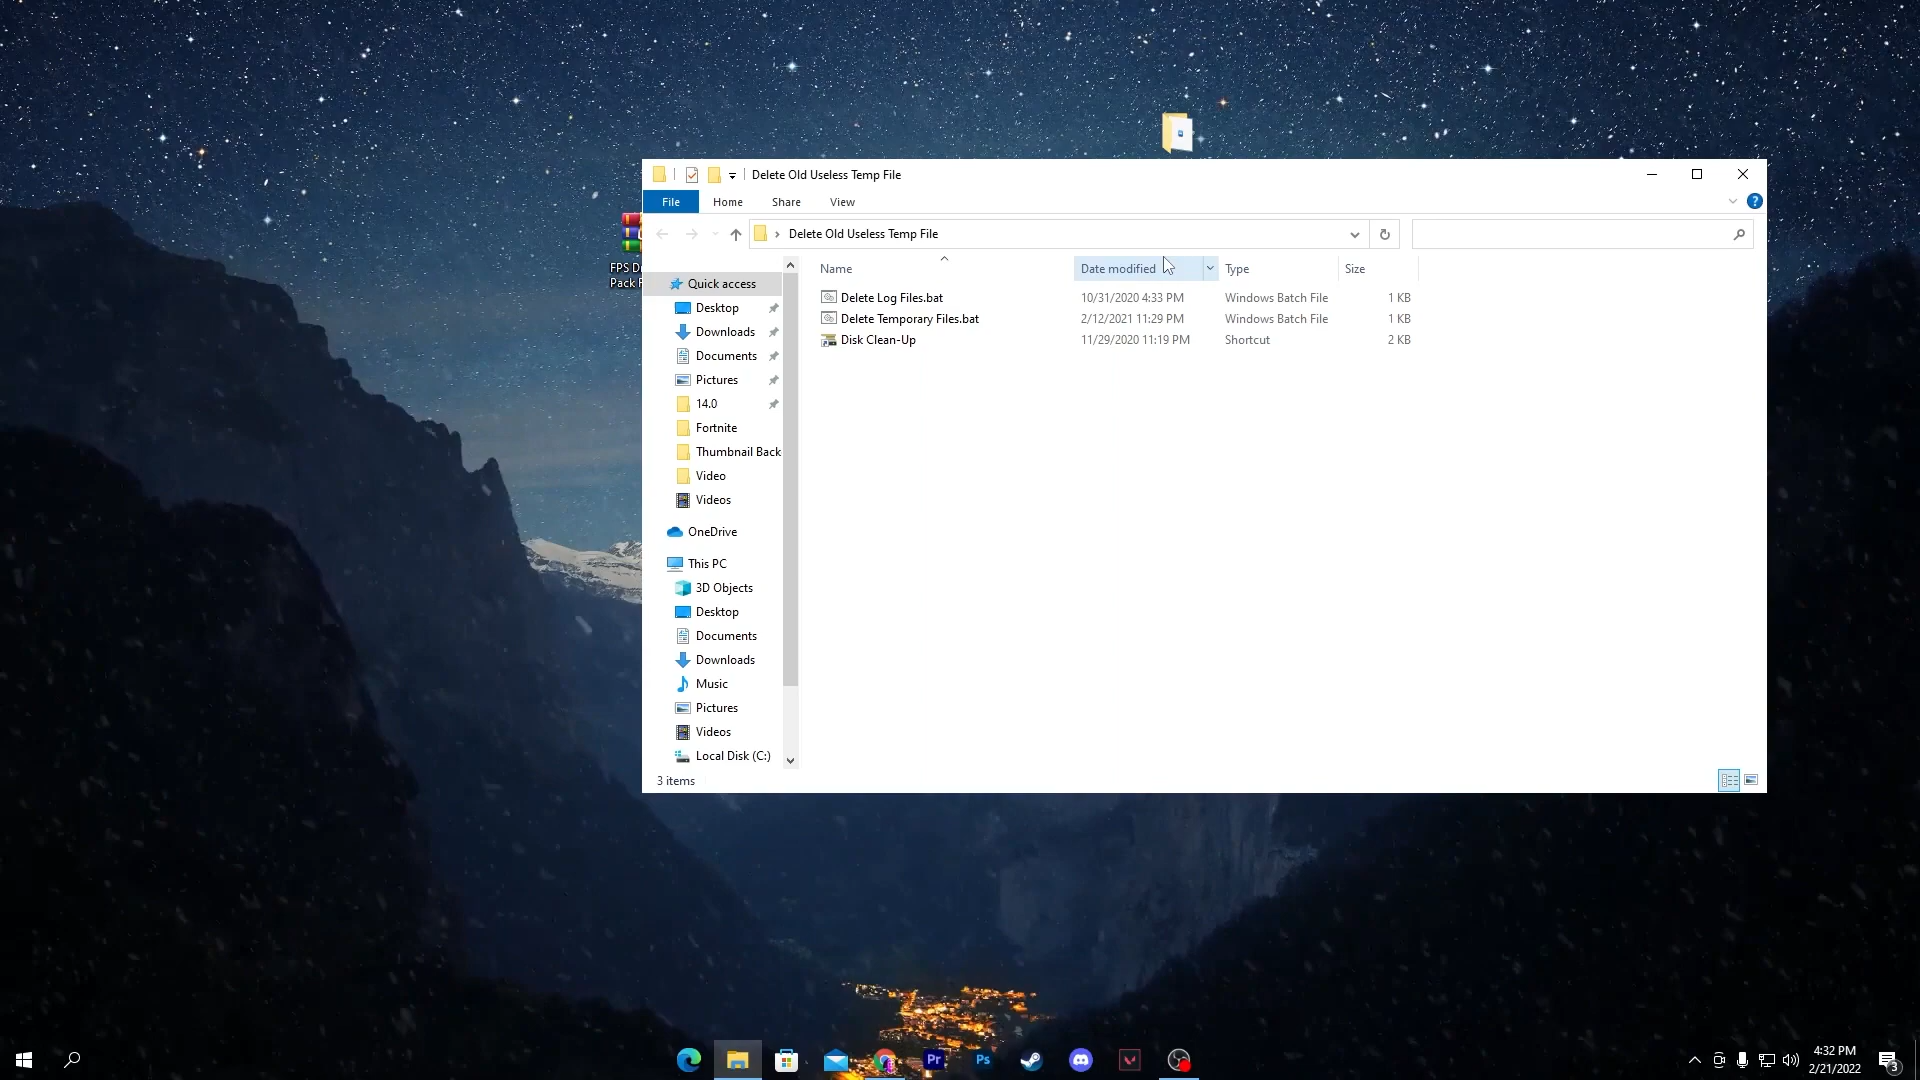 Delete Old Useless Temp File
File Home Share View
Delete Old Useless Temp File
Name Date modified Type Size
Delete Log Files.bat 10/31/2020 4:33 PM Windows Batch File 1 KB
Delete Temporary Files.bat 2/12/2021 11:29 PM Windows Batch File 1 KB
Disk Clean-Up 11/29/2020 11:19 PM Shortcut 2 KB
FPS
Pack
Quick access
Desktop
Downloads
Documents
Pictures
14.0
Fortnite
Thumbnail Back
Video
Videos
OneDrive
This PC
3D Objects
Desktop
Documents
Downloads
Music
Pictures
Videos
Local Disk (C:)
3 items
Pr
Ps
4:32 PM
2/21/2022
3